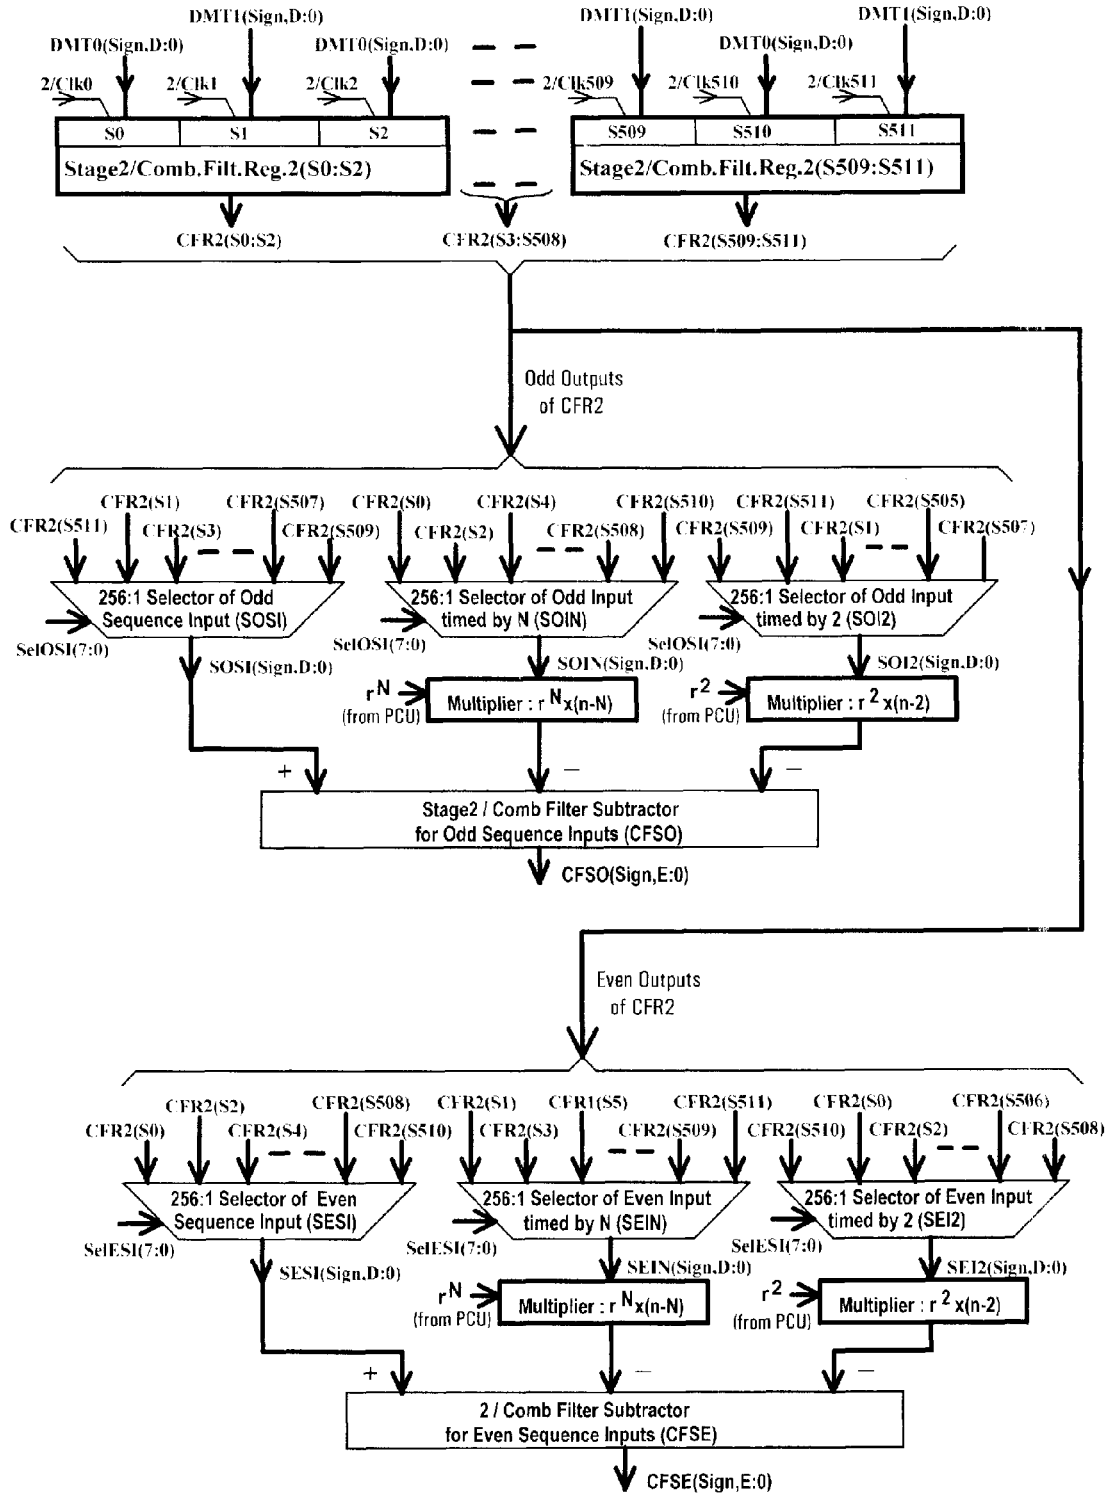 DMT1(Sign,D:0) DMT1(Sign,D:0) DMT1(Sign,D:0)
DMT0(Sign,D:0) DMT0(Sign,D:0) DMT0(Sign,D:0)
2/Clk0 2/Clk1 2/Clk2 2/Clk509 2/Clk510 2/Clk511
S0 S1 S2 S509 S510 S511
Stage2/Comb.Filt.Reg.2(S0:S2) Stage2/Comb.Filt.Reg.2(S509:S511)
CFR2(S0:S2) CFR2(S3:S508) CFR2(S509:S511)
Odd Outputs
of CFR2
CFR2(S1) CFR2(S507) CFR2(S0) CFR2(S4) CFR2(S510) CFR2(S511) CFR2(S505)
CFR2(S511) CFR2(S3) CFR2(S509) CFR2(S2) CFR2(S508) CFR2(S509) CFR2(S1) CFR2(S507)
256:1 Selector of Odd
Sequence Input (SOSI)
256:1 Selector of Odd Input
timed by N (SOIN)
256:1 Selector of Odd Input
timed by 2 (SOI2)
SelOSI(7:0) SelOSI(7:0) SelOSI(7:0)
SOSI(Sign,D:0) SOIN(Sign,D:0) SOI2(Sign,D:0)
r^N
(from PCU)
Multiplier : r^N x(n-N)
r^2
(from PCU)
Multiplier : r^2 x(n-2)
+ − −
Stage2 / Comb Filter Subtractor
for Odd Sequence Inputs (CFSO)
CFSO(Sign,E:0)
Even Outputs
of CFR2
CFR2(S2) CFR2(S508) CFR2(S1) CFR1(S5) CFR2(S511) CFR2(S0) CFR2(S506)
CFR2(S0) CFR2(S4) CFR2(S510) CFR2(S3) CFR2(S509) CFR2(S510) CFR2(S2) CFR2(S508)
256:1 Selector of Even
Sequence Input (SESI)
256:1 Selector of Even Input
timed by N (SEIN)
256:1 Selector of Even Input
timed by 2 (SEI2)
SelESI(7:0) SelESI(7:0) SelESI(7:0)
SESI(Sign,D:0) SEIN(Sign,D:0) SEI2(Sign,D:0)
r^N
(from PCU)
Multiplier : r^N x(n-N)
r^2
(from PCU)
Multiplier : r^2 x(n-2)
+ − −
2 / Comb Filter Subtractor
for Even Sequence Inputs (CFSE)
CFSE(Sign,E:0)